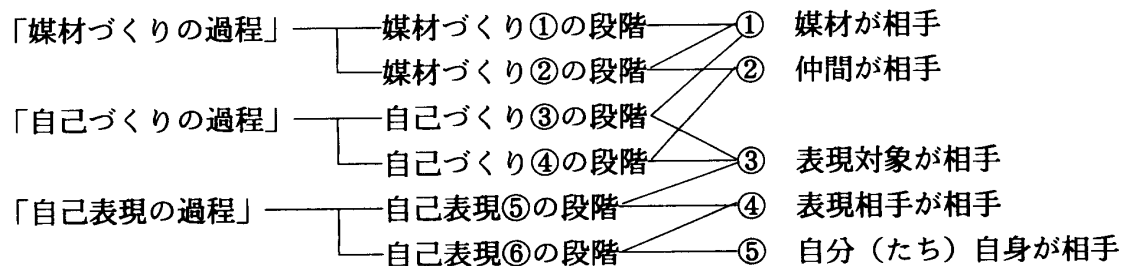 「媒材づくりの過程」 媒材づくり①の段階 ① 媒材が相手
媒材づくり②の段階 ② 仲間が相手
「自己づくりの過程」 自己づくり③の段階
自己づくり④の段階 ③ 表現対象が相手
「自己表現の過程」 自己表現⑤の段階 ④ 表現相手が相手
自己表現⑥の段階 ⑤ 自分（たち）自身が相手